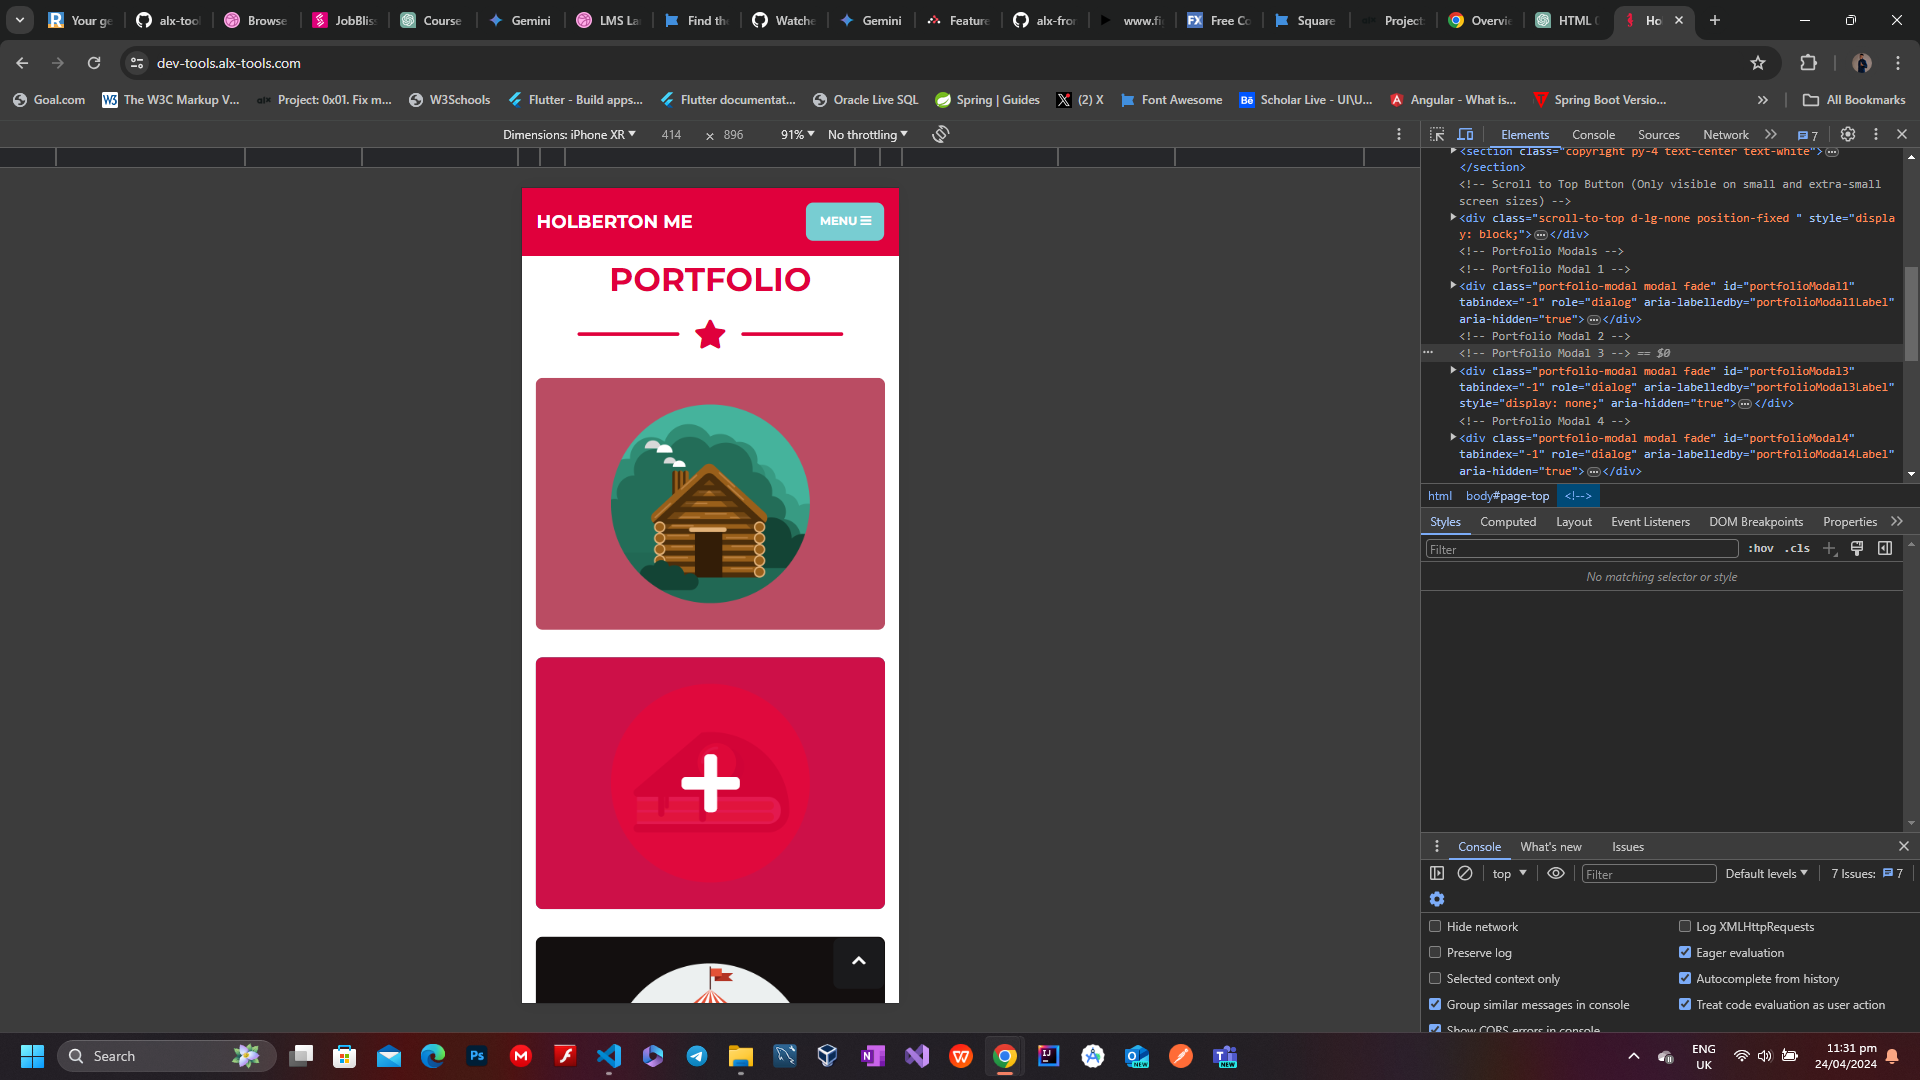 Your ge
alx-tool
Browse
JobBlis
Course
Gemini
LMS La
Find the
Watche
Gemini
Feature
alx-fror
www.fi
Free Co
Square
Project:
Overvie
HTML C
Ho
dev-tools.alx-tools.com
Goal.com
The W3C Markup V...
Project: 0x01. Fix m...
W3Schools
Flutter - Build apps...
Flutter documentat...
Oracle Live SQL
Spring | Guides
(2) X
Font Awesome
Scholar Live - UI\U...
Angular - What is...
Spring Boot Versio...
All Bookmarks
Dimensions: iPhone XR
414
×
896
91%
No throttling
HOLBERTON ME
MENU
PORTFOLIO
Elements
Console
Sources
Network
7
<section class="copyright py-4 text-center text-white">
</section>
<!-- Scroll to Top Button (Only visible on small and extra-small
screen sizes) -->
<div class="scroll-to-top d-lg-none position-fixed " style="displa
y: block;"> </div>
<!-- Portfolio Modals -->
<!-- Portfolio Modal 1 -->
<div class="portfolio-modal modal fade" id="portfolioModal1"
tabindex="-1" role="dialog" aria-labelledby="portfolioModal1Label"
aria-hidden="true"> </div>
<!-- Portfolio Modal 2 -->
<!-- Portfolio Modal 3 --> == $0
<div class="portfolio-modal modal fade" id="portfolioModal3"
tabindex="-1" role="dialog" aria-labelledby="portfolioModal3Label"
style="display: none;" aria-hidden="true"> </div>
<!-- Portfolio Modal 4 -->
<div class="portfolio-modal modal fade" id="portfolioModal4"
tabindex="-1" role="dialog" aria-labelledby="portfolioModal4Label"
aria-hidden="true"> </div>
html
body#page-top
<!-->
Styles
Computed
Layout
Event Listeners
DOM Breakpoints
Properties
Filter
:hov
.cls
No matching selector or style
Console
What's new
Issues
top
Filter
Default levels
7 Issues:
7
Hide network
Log XMLHttpRequests
Preserve log
Eager evaluation
Selected context only
Autocomplete from history
Group similar messages in console
Treat code evaluation as user action
Show CORS errors in console
Search
ENG
UK
11:31 pm
24/04/2024